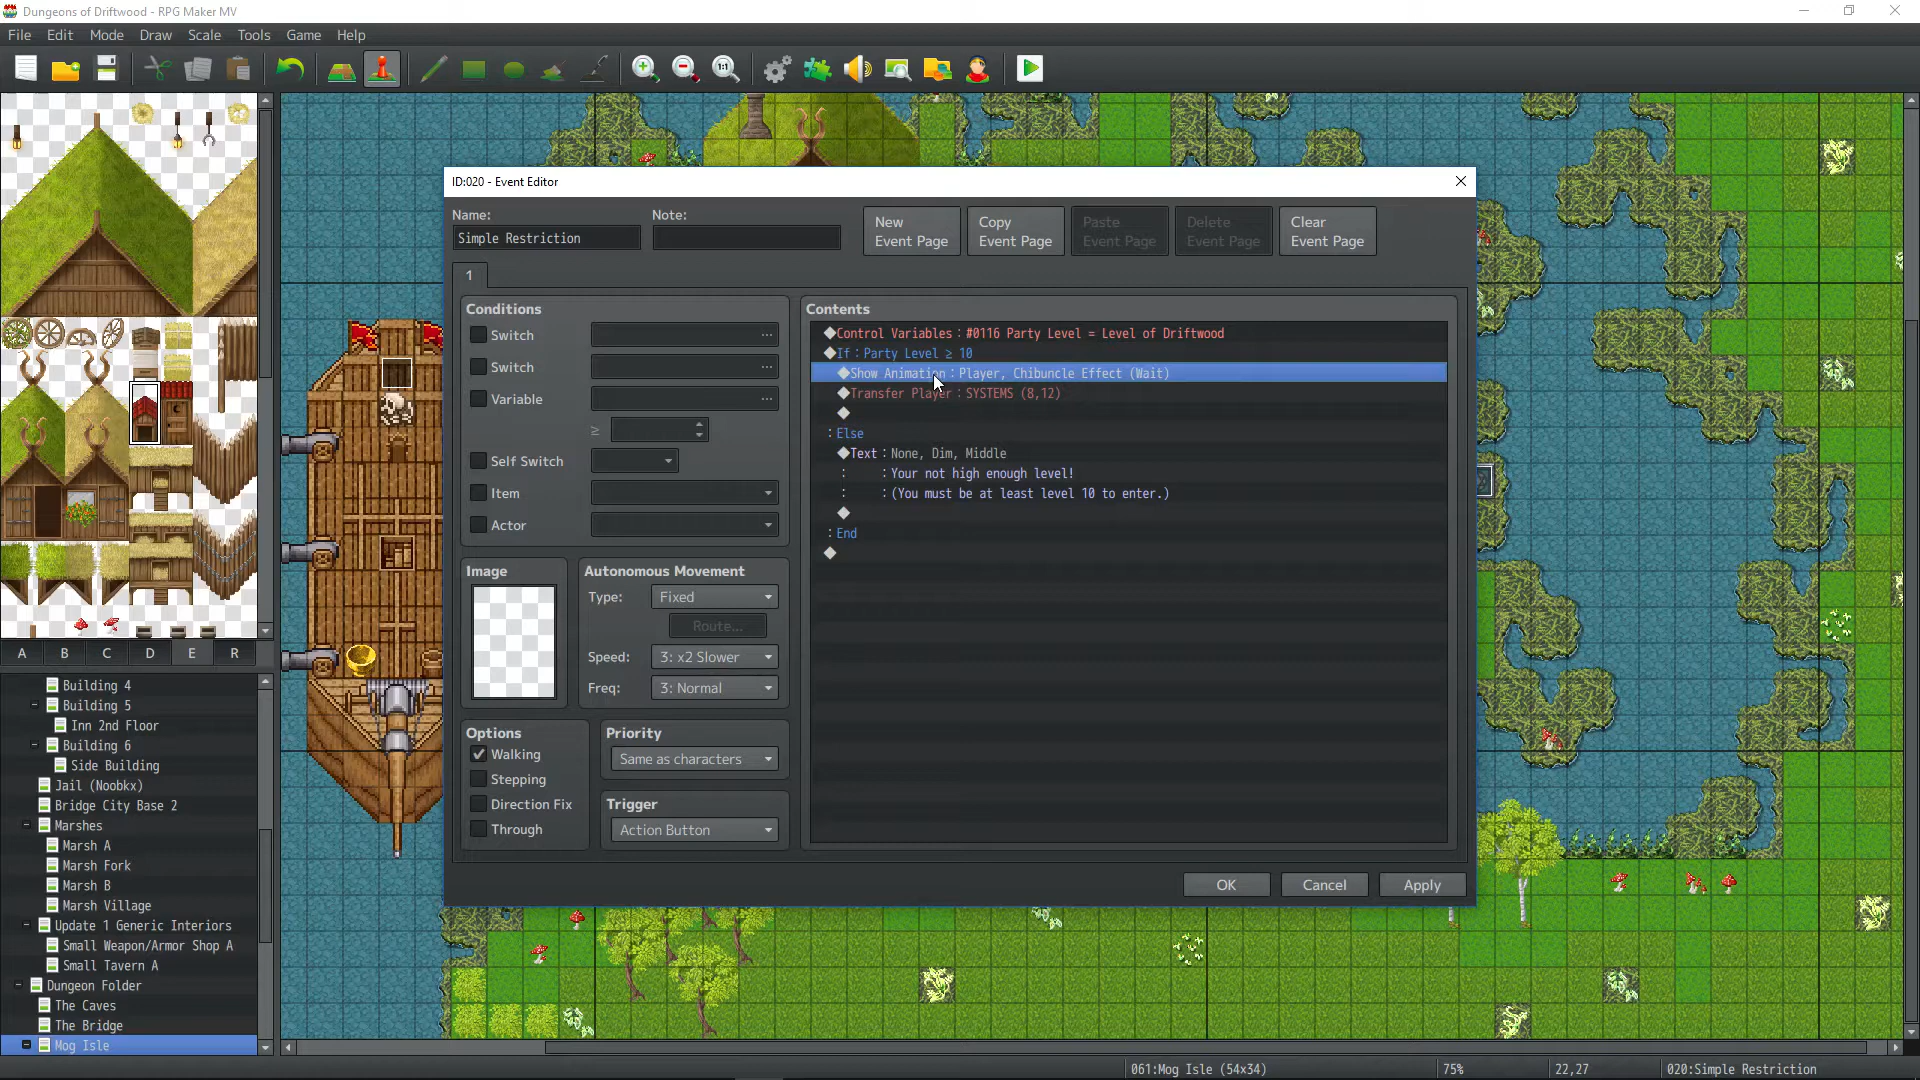 Dungeons of Driftwood - RPG Maker MV
File Edit Mode Draw Scale Tools Game Help
1:1
ID:020 - Event Editor
Name:
Note:
Simple Restriction
New Event Page
Copy Event Page
Paste Event Page
Delete Event Page
Clear Event Page
1
Conditions
Switch ...
Switch ...
Variable ...
≥
Self Switch
Item
Actor
Image
Autonomous Movement
Type: Fixed
Route...
Speed: 3: x2 Slower
Freq: 3: Normal
Options
Walking
Stepping
Direction Fix
Through
Priority
Same as characters
Trigger
Action Button
Contents
◆Control Variables : #0116 Party Level = Level of Driftwood
◆If : Party Level ≥ 10
◆Show Animation : Player, Chibuncle Effect (Wait)
◆Transfer Player : SYSTEMS (8,12)
◆
: Else
◆Text : None, Dim, Middle
: : Your not high enough level!
: : (You must be at least level 10 to enter.)
◆
: End
◆
OK Cancel Apply
A B C D E R
Building 4
Building 5
Inn 2nd Floor
Building 6
Side Building
Jail (Noobkx)
Bridge City Base 2
Marshes
Marsh A
Marsh Fork
Marsh B
Marsh Village
Update 1 Generic Interiors
Small Weapon/Armor Shop A
Small Tavern A
Dungeon Folder
The Caves
The Bridge
Mog Isle
061:Mog Isle (54x34) 75% 22,27 020:Simple Restriction